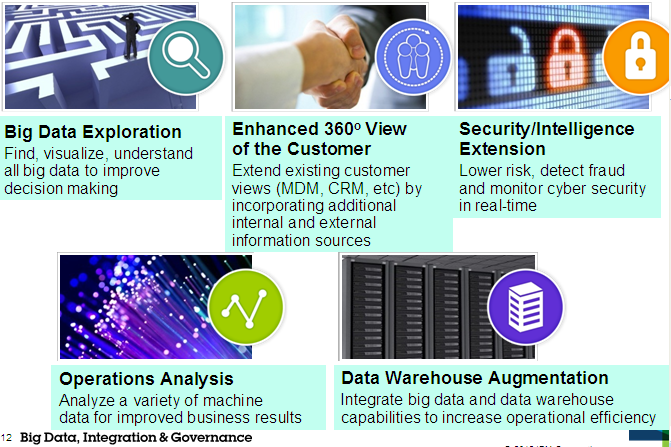 Big Data Exploration
Find, visualize, understand
all big data to improve
decision making
Enhanced 360º View
of the Customer
Extend existing customer
views (MDM, CRM, etc) by
incorporating additional
internal and external
information sources
Security/Intelligence
Extension
Lower risk, detect fraud
and monitor cyber security
in real-time
Operations Analysis
Analyze a variety of machine
data for improved business results
Data Warehouse Augmentation
Integrate big data and data warehouse
capabilities to increase operational efficiency
12 Big Data, Integration & Governance